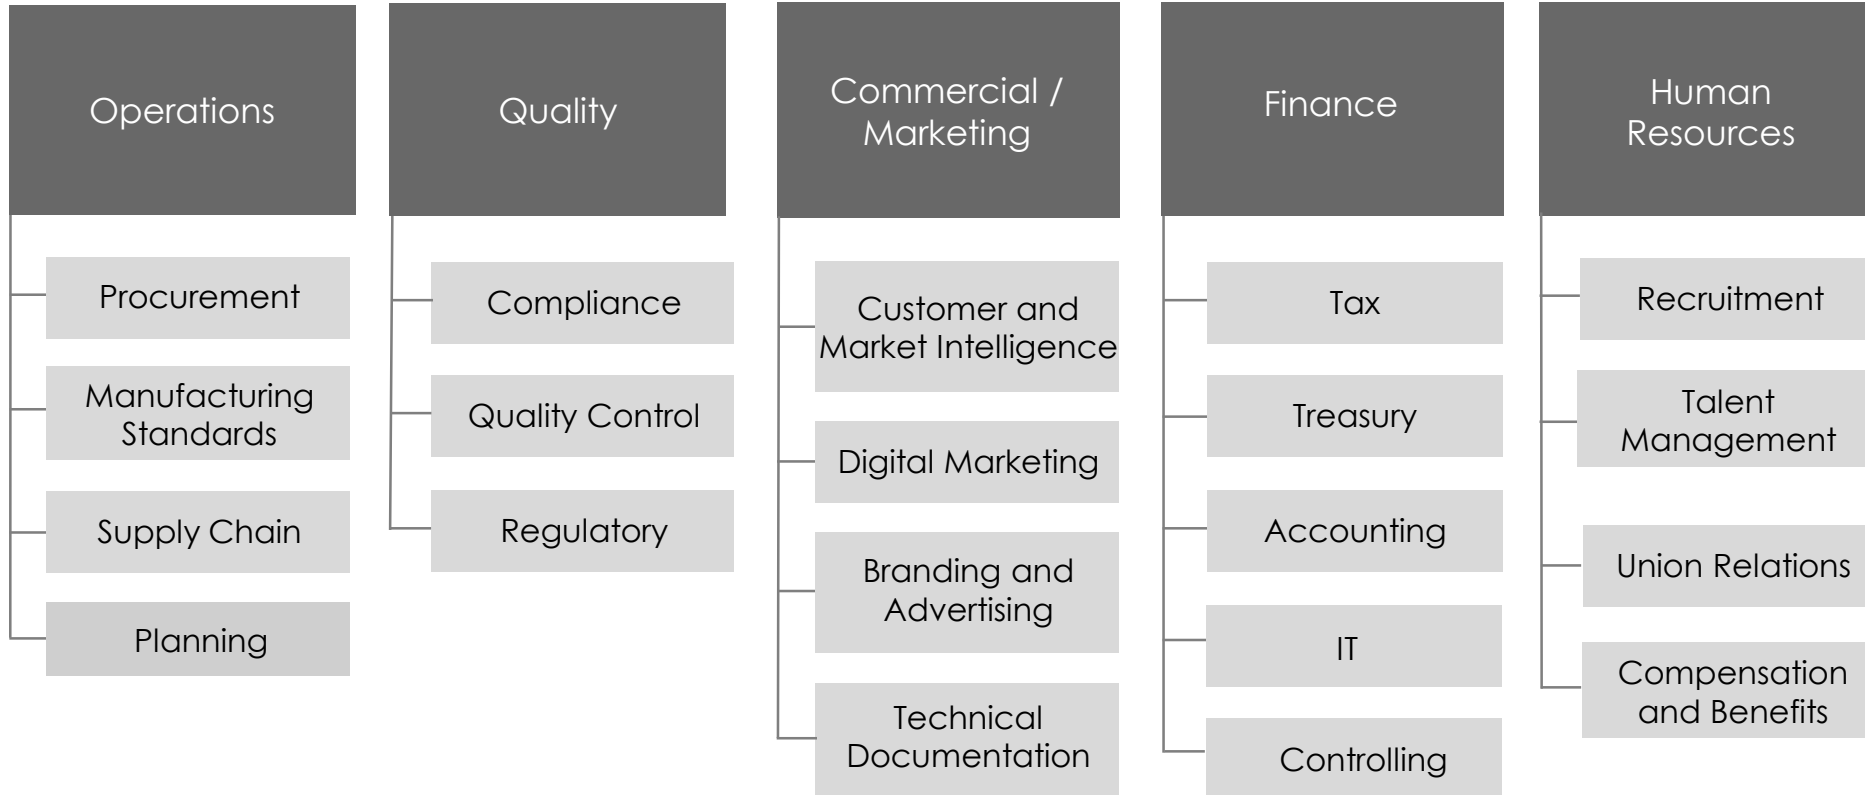 Operations
Procurement
Manufacturing
Standards
Supply Chain
Planning
Quality
Compliance
Quality Control
Regulatory
Commercial /
Marketing
Customer and
Market Intelligence
Digital Marketing
Branding and
Advertising
Technical
Documentation
Finance
Tax
Treasury
Accounting
IT
Controlling
Human
Resources
Recruitment
Talent
Management
Union Relations
Compensation
and Benefits